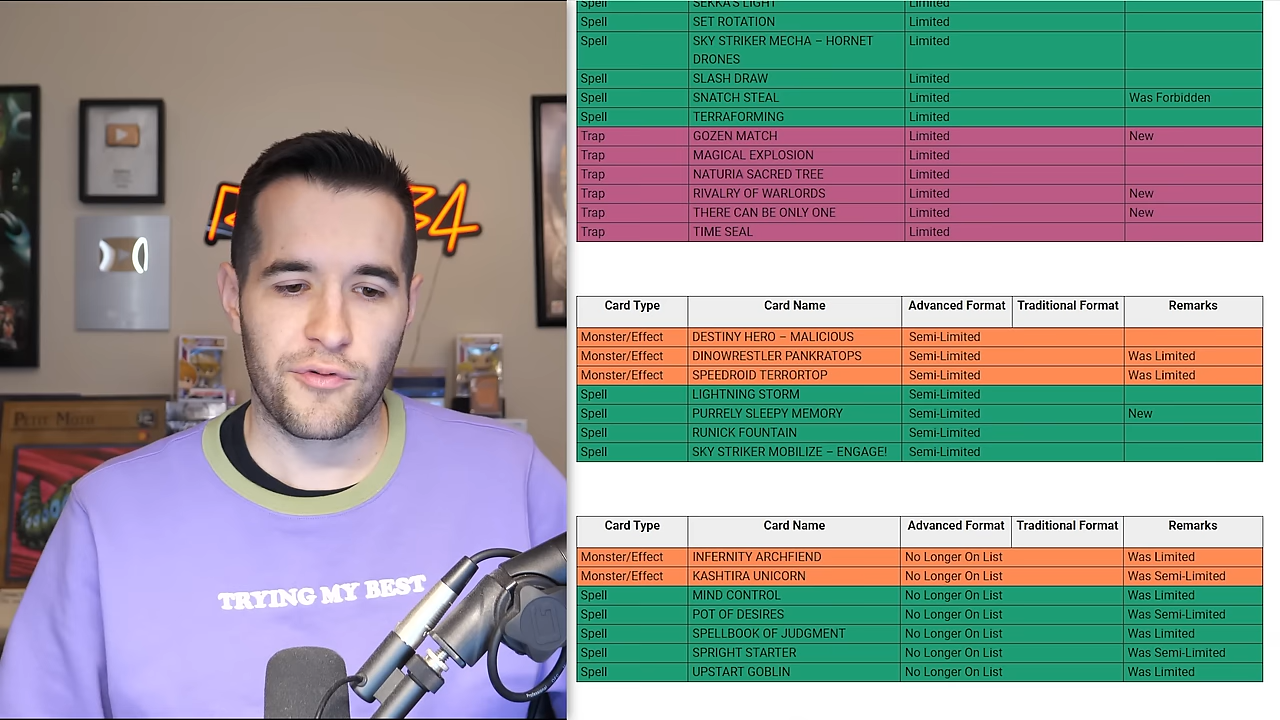 Spell SEKKA'S LIGHT Limited
Spell SET ROTATION Limited
Spell SKY STRIKER MECHA – HORNET Limited
DRONES
Spell SLASH DRAW Limited
Spell SNATCH STEAL Limited Was Forbidden
Spell TERRAFORMING Limited
Trap GOZEN MATCH Limited New
Trap MAGICAL EXPLOSION Limited
Trap NATURIA SACRED TREE Limited
Trap RIVALRY OF WARLORDS Limited New
Trap THERE CAN BE ONLY ONE Limited New
Trap TIME SEAL Limited
Card Type Card Name Advanced Format Traditional Format Remarks
Monster/Effect DESTINY HERO – MALICIOUS Semi-Limited
Monster/Effect DINOWRESTLER PANKRATOPS Semi-Limited Was Limited
Monster/Effect SPEEDROID TERRORTOP Semi-Limited Was Limited
Spell LIGHTNING STORM Semi-Limited
Spell PURRELY SLEEPY MEMORY Semi-Limited New
Spell RUNICK FOUNTAIN Semi-Limited
Spell SKY STRIKER MOBILIZE – ENGAGE! Semi-Limited
Card Type Card Name Advanced Format Traditional Format Remarks
Monster/Effect INFERNITY ARCHFIEND No Longer On List Was Limited
Monster/Effect KASHTIRA UNICORN No Longer On List Was Semi-Limited
Spell MIND CONTROL No Longer On List Was Limited
Spell POT OF DESIRES No Longer On List Was Semi-Limited
Spell SPELLBOOK OF JUDGMENT No Longer On List Was Limited
Spell SPRIGHT STARTER No Longer On List Was Semi-Limited
Spell UPSTART GOBLIN No Longer On List Was Limited
PETIT MOTH
TRYING MY BEST